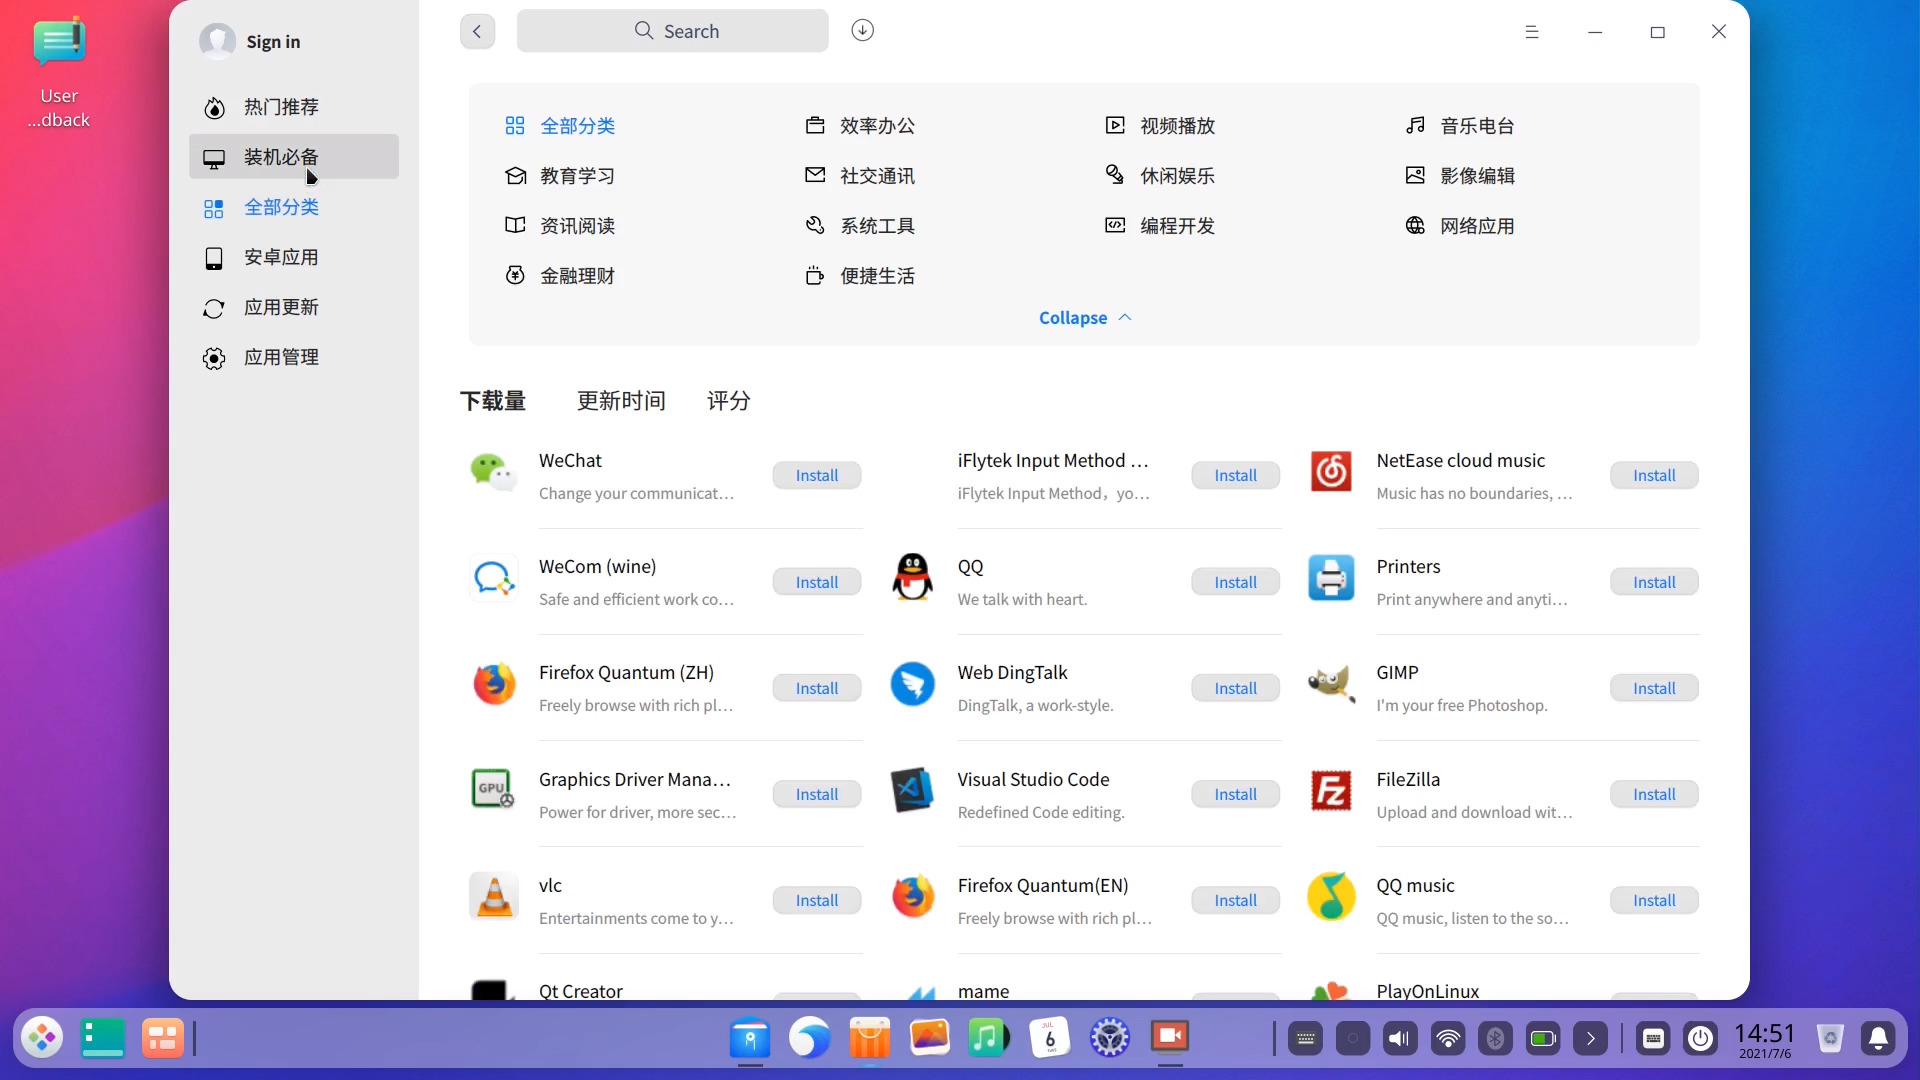 User
...dback
Sign in
热门推荐
装机必备
全部分类
安卓应用
应用更新
应用管理
Search
全部分类
效率办公
视频播放
音乐电台
教育学习
社交通讯
休闲娱乐
影像编辑
资讯阅读
系统工具
编程开发
网络应用
金融理财
便捷生活
Collapse
下载量 更新时间 评分
WeChat
Change your communicat...
Install
iFlytek Input Method ...
iFlytek Input Method，yo...
Install
NetEase cloud music
Music has no boundaries, ...
Install
WeCom (wine)
Safe and efficient work co...
Install
QQ
We talk with heart.
Install
Printers
Print anywhere and anyti...
Install
Firefox Quantum (ZH)
Freely browse with rich pl...
Install
Web DingTalk
DingTalk, a work-style.
Install
GIMP
I'm your free Photoshop.
Install
GPU
Graphics Driver Mana...
Power for driver, more sec...
Install
Visual Studio Code
Redefined Code editing.
Install
FZ
FileZilla
Upload and download wit...
Install
vlc
Entertainments come to y...
Install
Firefox Quantum(EN)
Freely browse with rich pl...
Install
QQ music
QQ music, listen to the so...
Install
Qt Creator
mame
PlayOnLinux
JUL
6
14:51
2021/7/6